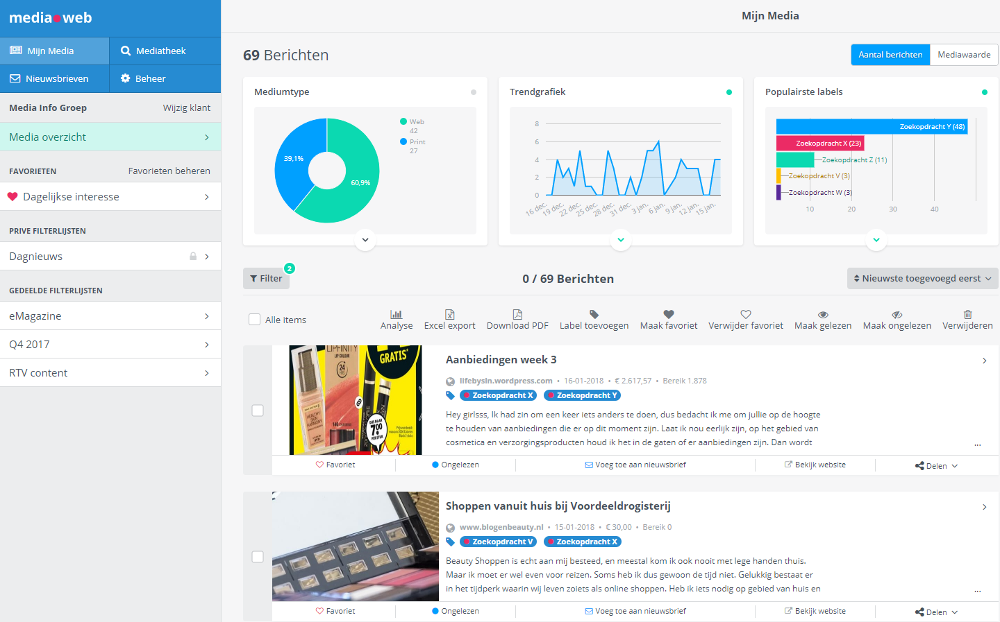 media web
Mijn Media
Mediatheek
Nieuwsbrieven
Beheer
Media Info Groep
Wijzig klant
Media overzicht
FAVORIETEN
Favorieten beheren
Dagelijkse interesse
PRIVE FILTERLIJSTEN
Dagnieuws
GEDEELDE FILTERLIJSTEN
eMagazine
Q4 2017
RTV content
Mijn Media
69 Berichten
Aantal berichten
Mediawaarde
Mediumtype
39,1%
60,9%
Web
42
Print
27
Trendgrafiek
8
6
4
2
0
16 dec.
19 dec.
22 dec.
25 dec.
28 dec.
31 dec.
3 jan.
6 jan.
9 jan.
12 jan.
15 jan.
Populairste labels
Zoekopdracht Y (48)
Zoekopdracht X (23)
Zoekopdracht Z (11)
Zoekopdracht V (3)
Zoekopdracht W (3)
10
20
30
40
Filter
2
0 / 69 Berichten
Nieuwste toegevoegd eerst
Alle items
Analyse
Excel export
Download PDF
Label toevoegen
Maak favoriet
Verwijder favoriet
Maak gelezen
Maak ongelezen
Verwijderen
LIPFINITY
LIP COLOUR
24
GRATIS*
HEALTHY
SKIN
HARMONY
140
DUS MAAK
7.00
PER STUK
Aanbiedingen week 3
lifebysln.wordpress.com • 16-01-2018 • € 2.617,57 • Bereik 1.878
Zoekopdracht X
Zoekopdracht Y
Hey girlsss, Ik had zin om een keer iets anders te doen, dus bedacht ik me om jullie op de hoogte
te houden van aanbiedingen die er op dit moment zijn. Laat ik nou eerlijk zijn, op het gebied van
cosmetica en verzorgingsproducten houd ik het in de gaten of er aanbiedingen zijn. Dan wordt
...
Favoriet
Ongelezen
Voeg toe aan nieuwsbrief
Bekijk website
Delen
Shoppen vanuit huis bij Voordeeldrogisterij
www.blogenbeauty.nl • 15-01-2018 • € 30,00 • Bereik 0
Zoekopdracht V
Zoekopdracht X
Beauty Shoppen is echt aan mij besteed, en meestal kom ik ook nooit met lege handen thuis.
Maar ik moet er wel even voor reizen. Soms heb ik dus gewoon de tijd niet. Gelukkig bestaat er
in het tijdperk waarin wij leven zoiets als online shoppen. Heb ik iets nodig op gebied van huis en
...
Favoriet
Ongelezen
Voeg toe aan nieuwsbrief
Bekijk website
Delen